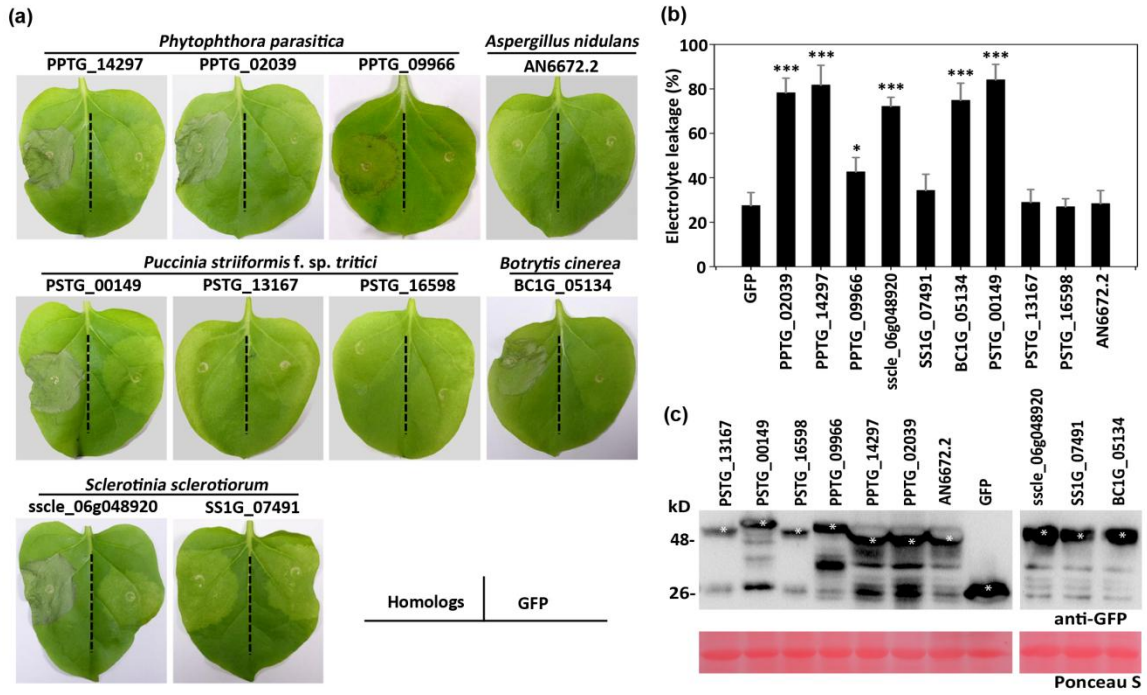 (a)
Phytophthora parasitica
Aspergillus nidulans
PPTG_14297
PPTG_02039
PPTG_09966
AN6672.2
Puccinia striiformis f. sp. tritici
Botrytis cinerea
PSTG_00149
PSTG_13167
PSTG_16598
BC1G_05134
Sclerotinia sclerotiorum
sscle_06g048920
SS1G_07491
Homologs
GFP
(b)
Electrolyte leakage (%)
100
80
60
40
20
0
***
***
*
***
***
***
GFP
PPTG_02039
PPTG_14297
PPTG_09966
sscle_06g048920
SS1G_07491
BC1G_05134
PSTG_00149
PSTG_13167
PSTG_16598
AN6672.2
(c)
PSTG_13167
PSTG_00149
PSTG_16598
PPTG_09966
PPTG_14297
PPTG_02039
AN6672.2
GFP
sscle_06g048920
SS1G_07491
BC1G_05134
kD
48-
26-
* * * * * * * * * * *
anti-GFP
Ponceau S